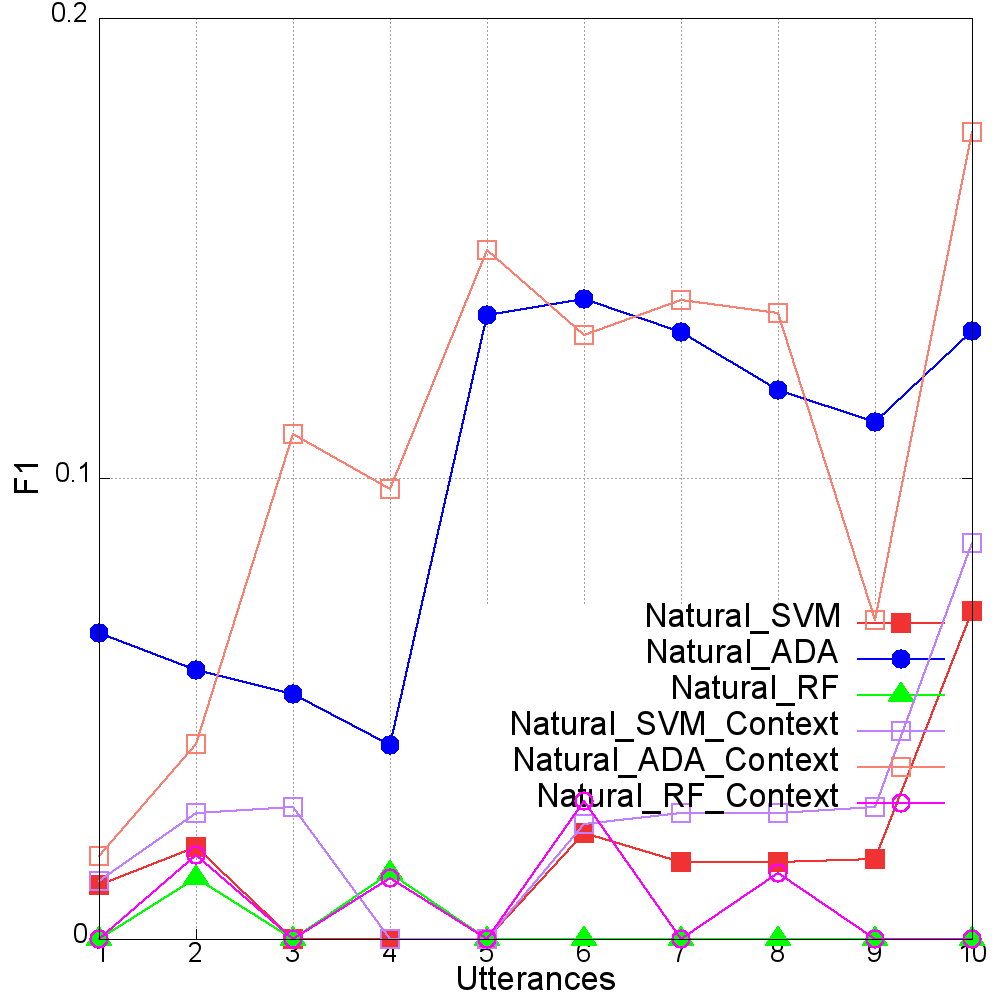 0.2
0.1
0
F1
Natural_SVM
Natural_ADA
Natural_RF
Natural_SVM_Context
Natural_ADA_Context
Natural_RF_Context
1 2 3 4 5 6 7 8 9 10
Utterances